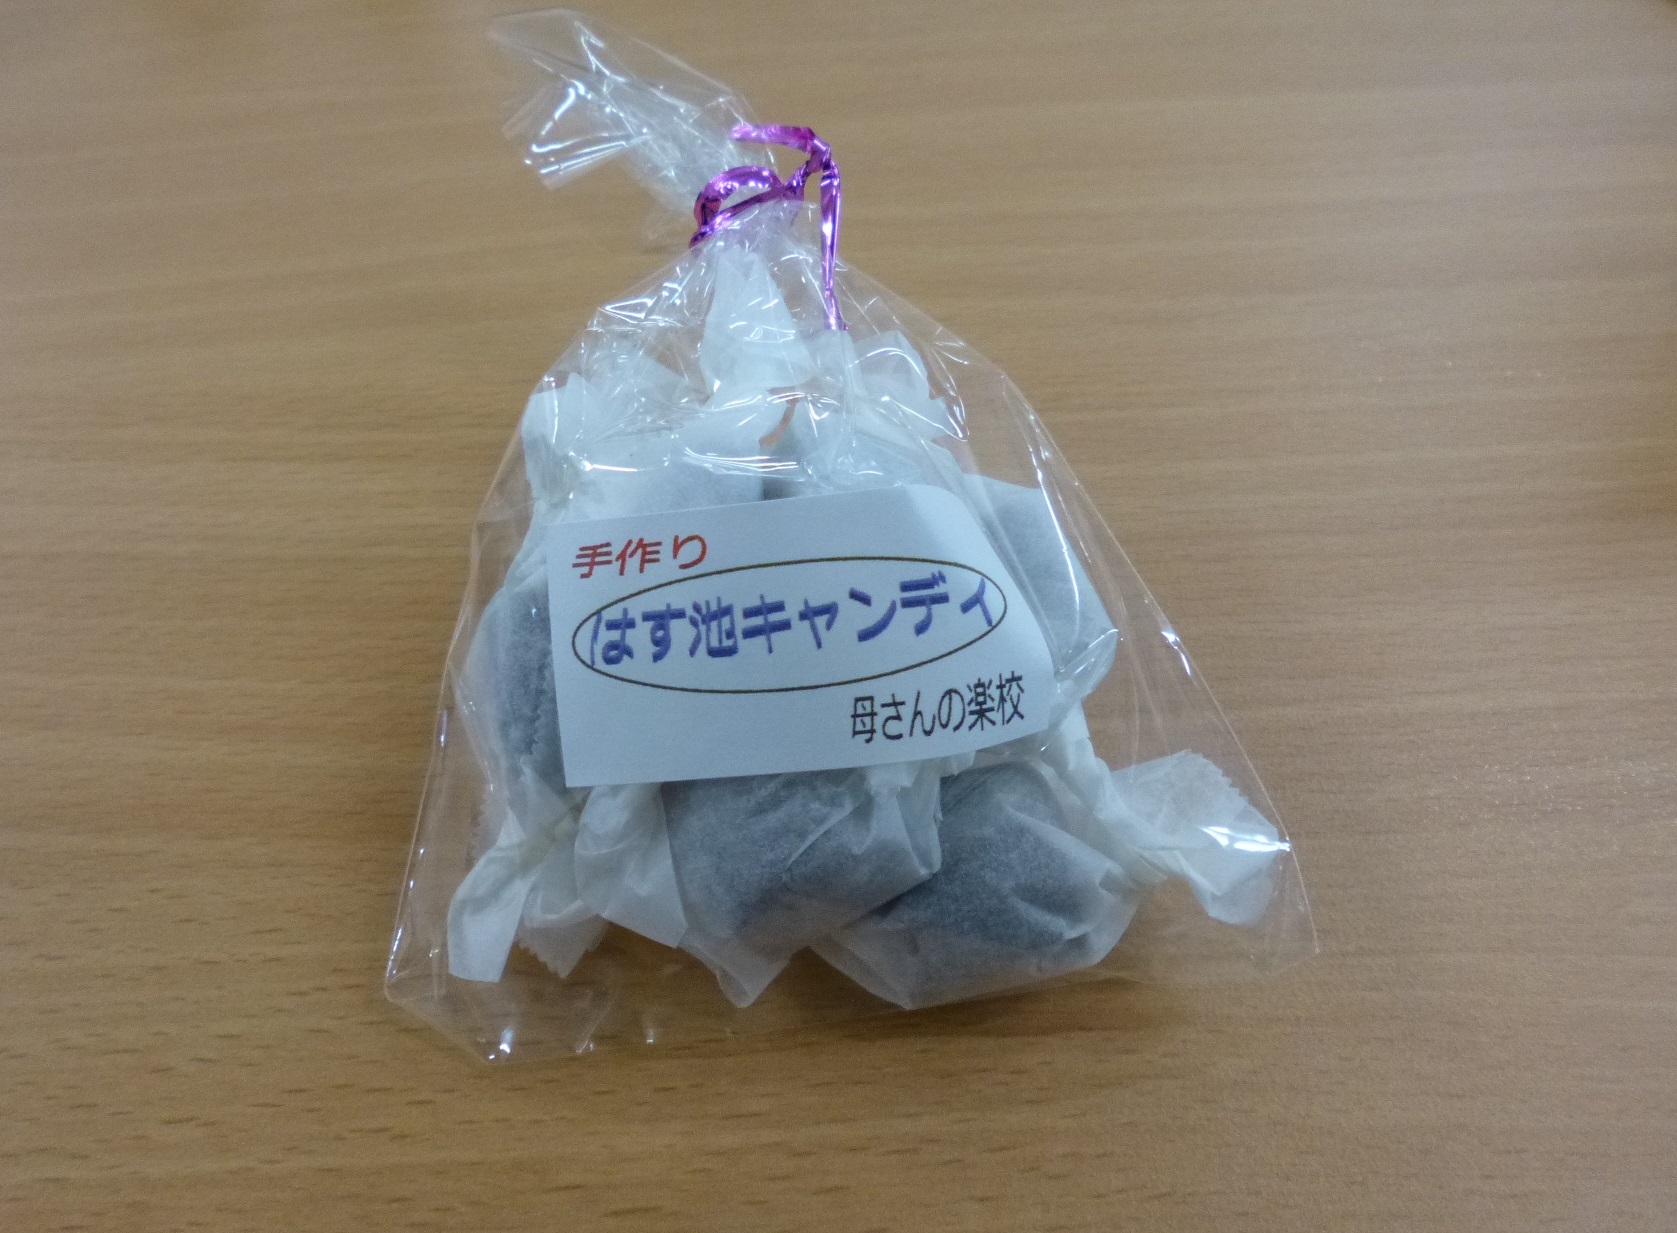 手作り
はす池キャンディ
母さんの楽校